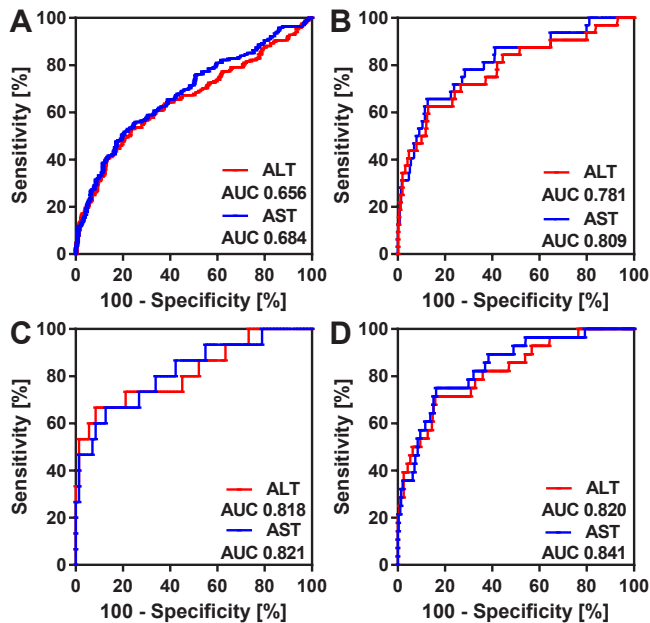 A
Sensitivity [%]
100
80
60
40
20
0
ALT
AUC 0.656
AST
AUC 0.684
0 20 40 60 80 100
100 - Specificity [%]
B
Sensitivity [%]
100
80
60
40
20
0
ALT
AUC 0.781
AST
AUC 0.809
0 20 40 60 80 100
100 - Specificity [%]
C
Sensitivity [%]
100
80
60
40
20
0
ALT
AUC 0.818
AST
AUC 0.821
0 20 40 60 80 100
100 - Specificity [%]
D
Sensitivity [%]
100
80
60
40
20
0
ALT
AUC 0.820
AST
AUC 0.841
0 20 40 60 80 100
100 - Specificity [%]